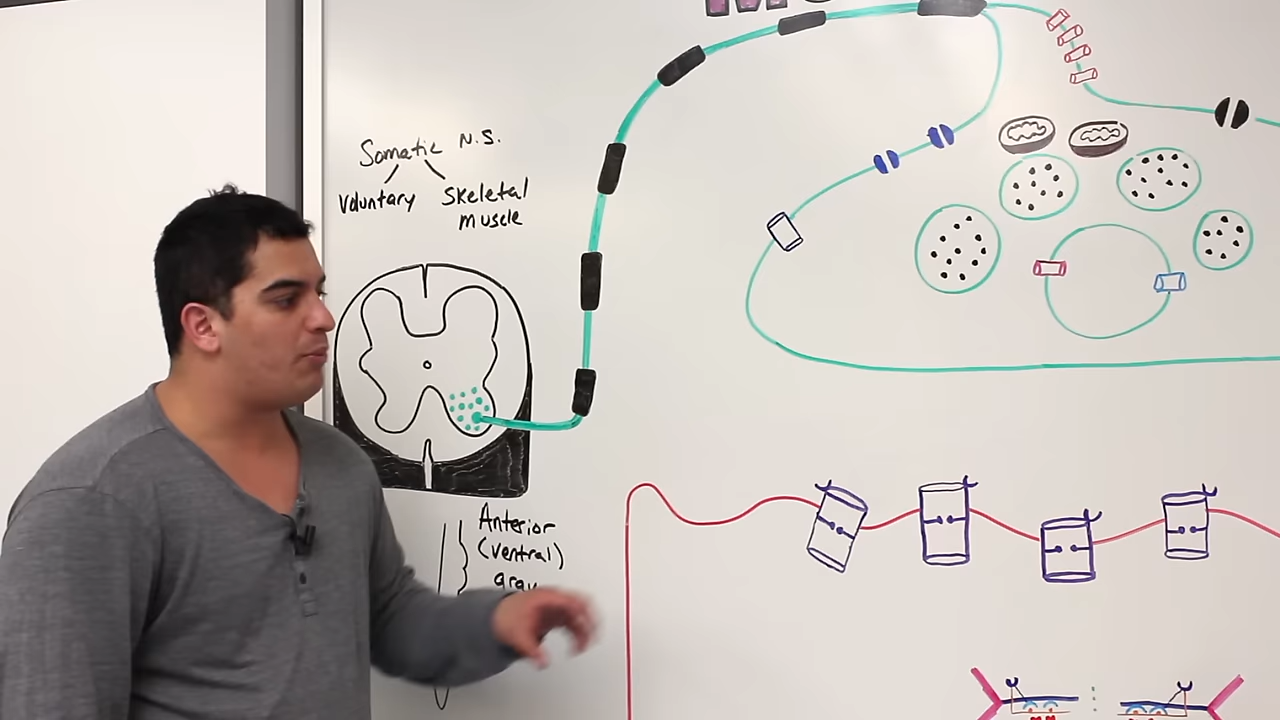 Somatic N.S.
Voluntary
Skeletal
muscle
Anterior
(ventral)